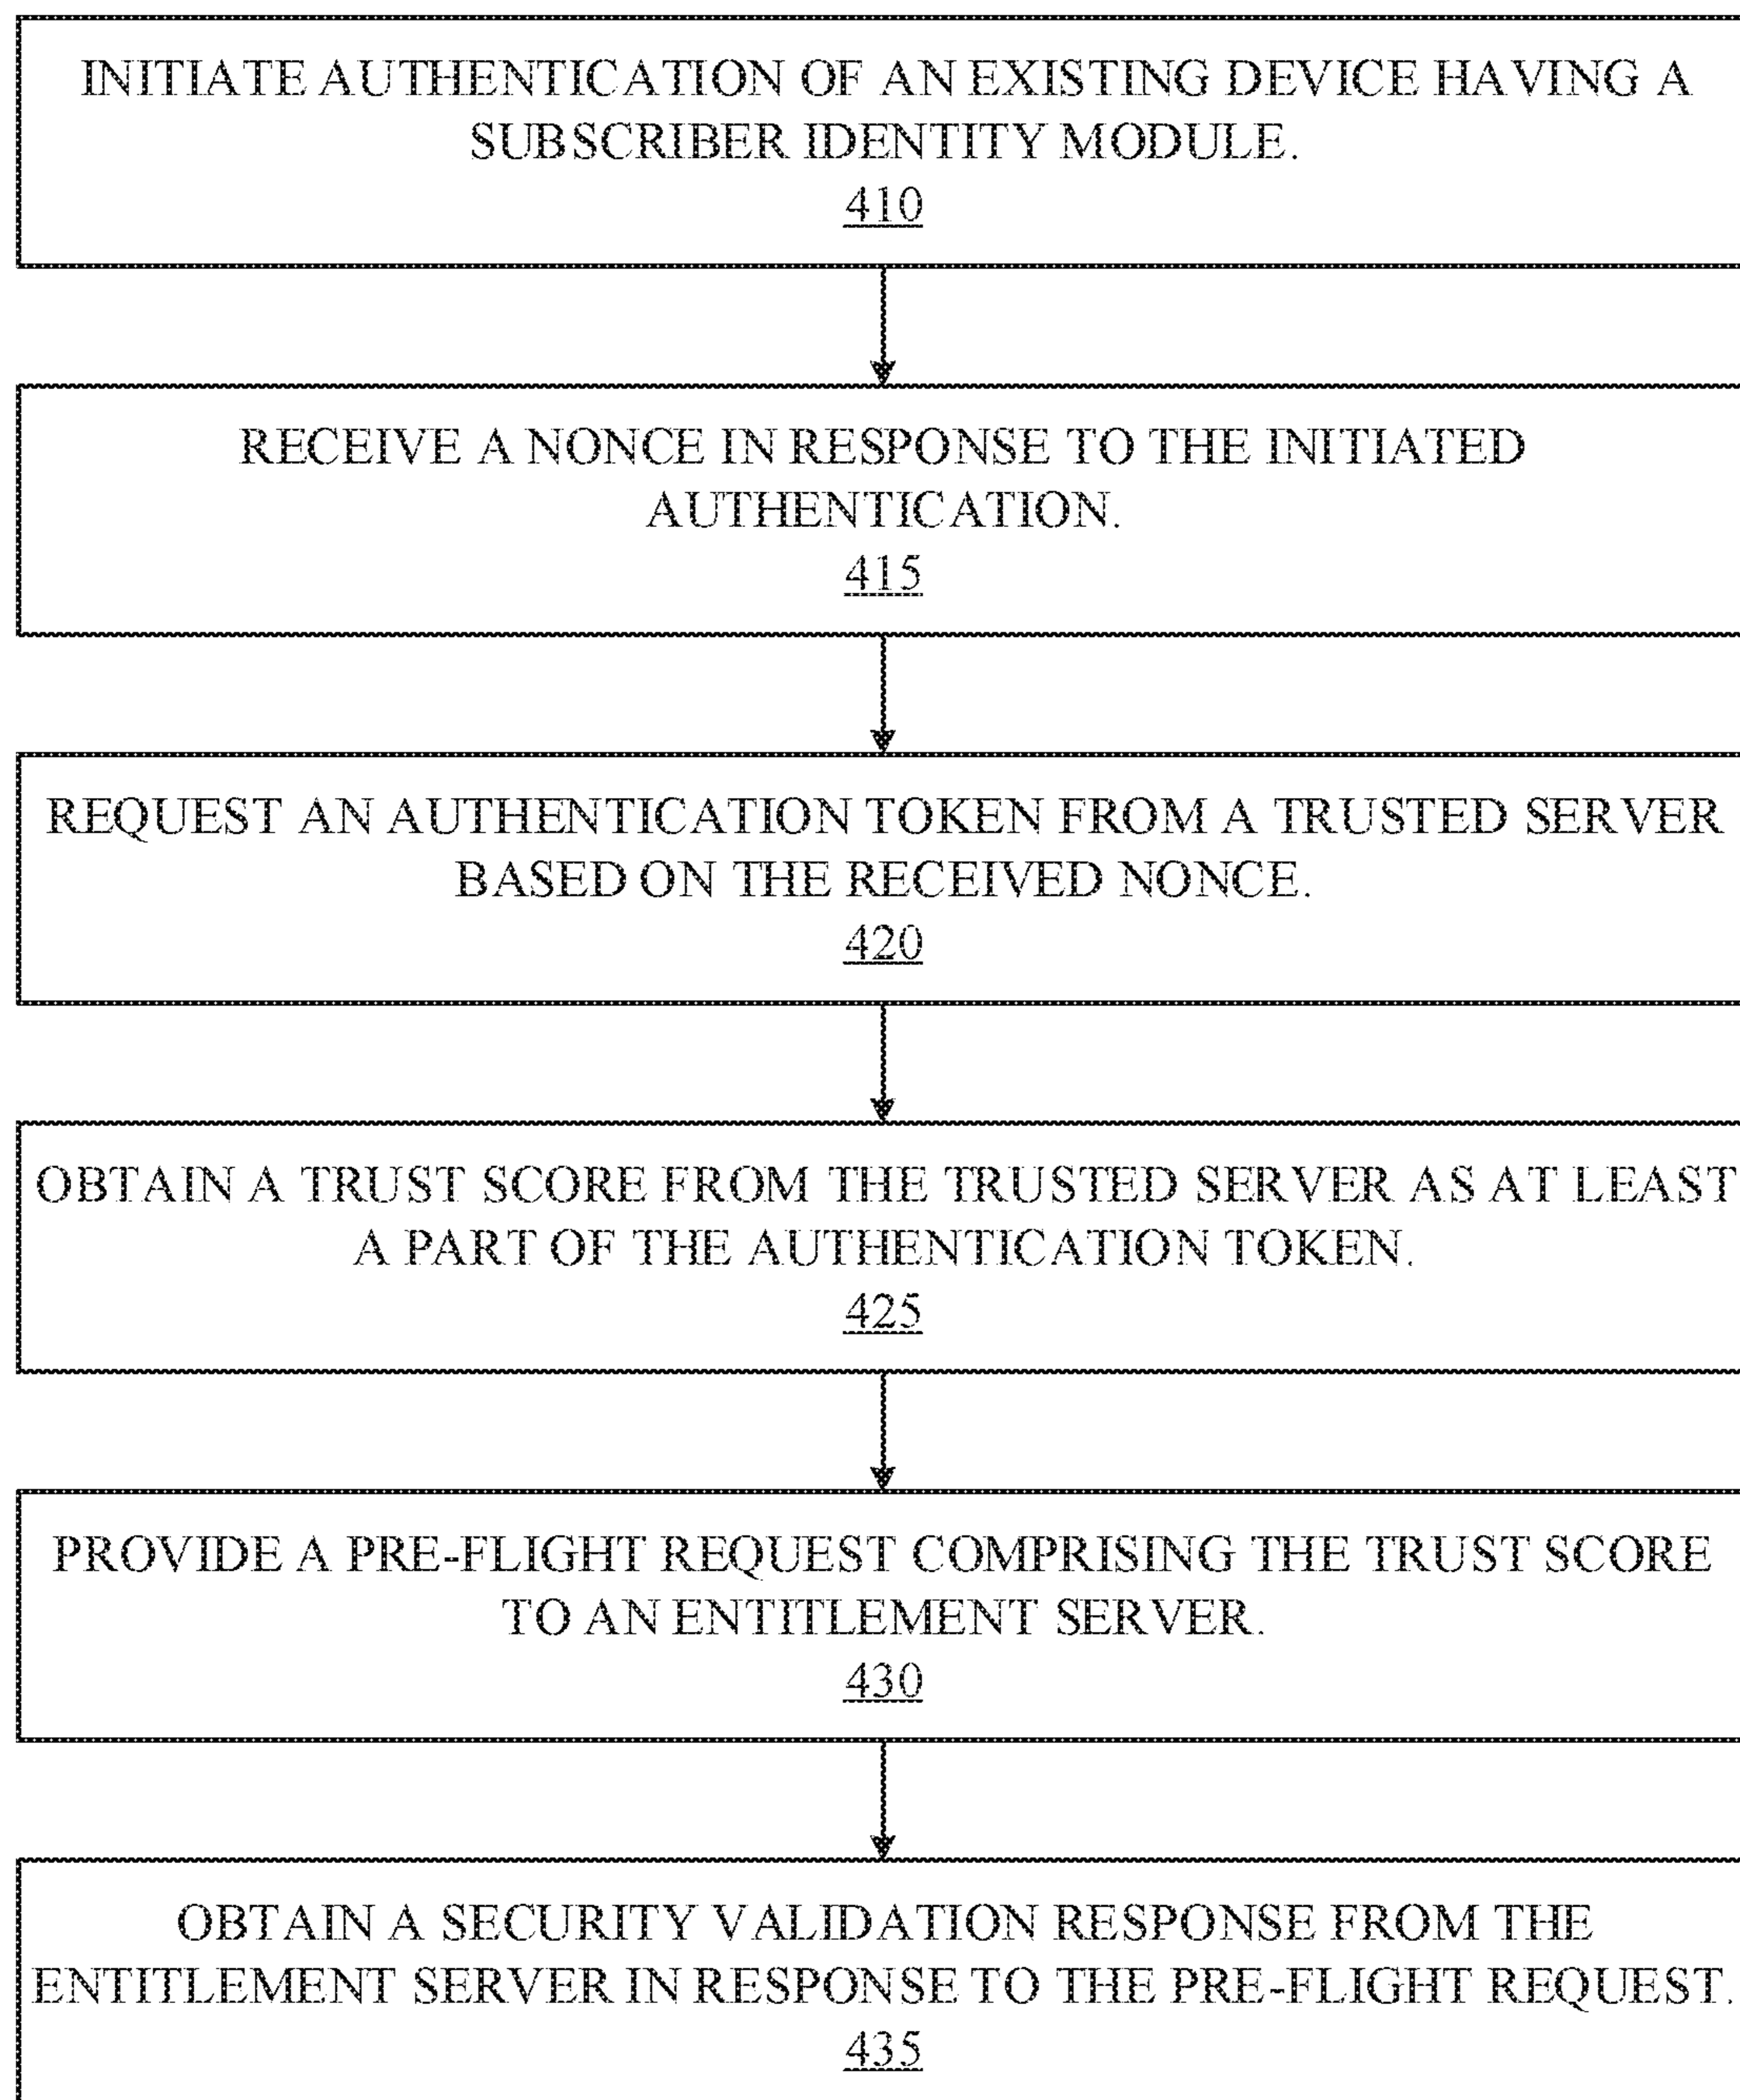 INITIATE AUTHENTICATION OF AN EXISTING DEVICE HAVING A
SUBSCRIBER IDENTITY MODULE.
410
RECEIVE A NONCE IN RESPONSE TO THE INITIATED
AUTHENTICATION.
415
REQUEST AN AUTHENTICATION TOKEN FROM A TRUSTED SERVER
BASED ON THE RECEIVED NONCE.
420
OBTAIN A TRUST SCORE FROM THE TRUSTED SERVER AS AT LEAST
A PART OF THE AUTHENTICATION TOKEN.
425
PROVIDE A PRE-FLIGHT REQUEST COMPRISING THE TRUST SCORE
TO AN ENTITLEMENT SERVER.
430
OBTAIN A SECURITY VALIDATION RESPONSE FROM THE
ENTITLEMENT SERVER IN RESPONSE TO THE PRE-FLIGHT REQUEST.
435